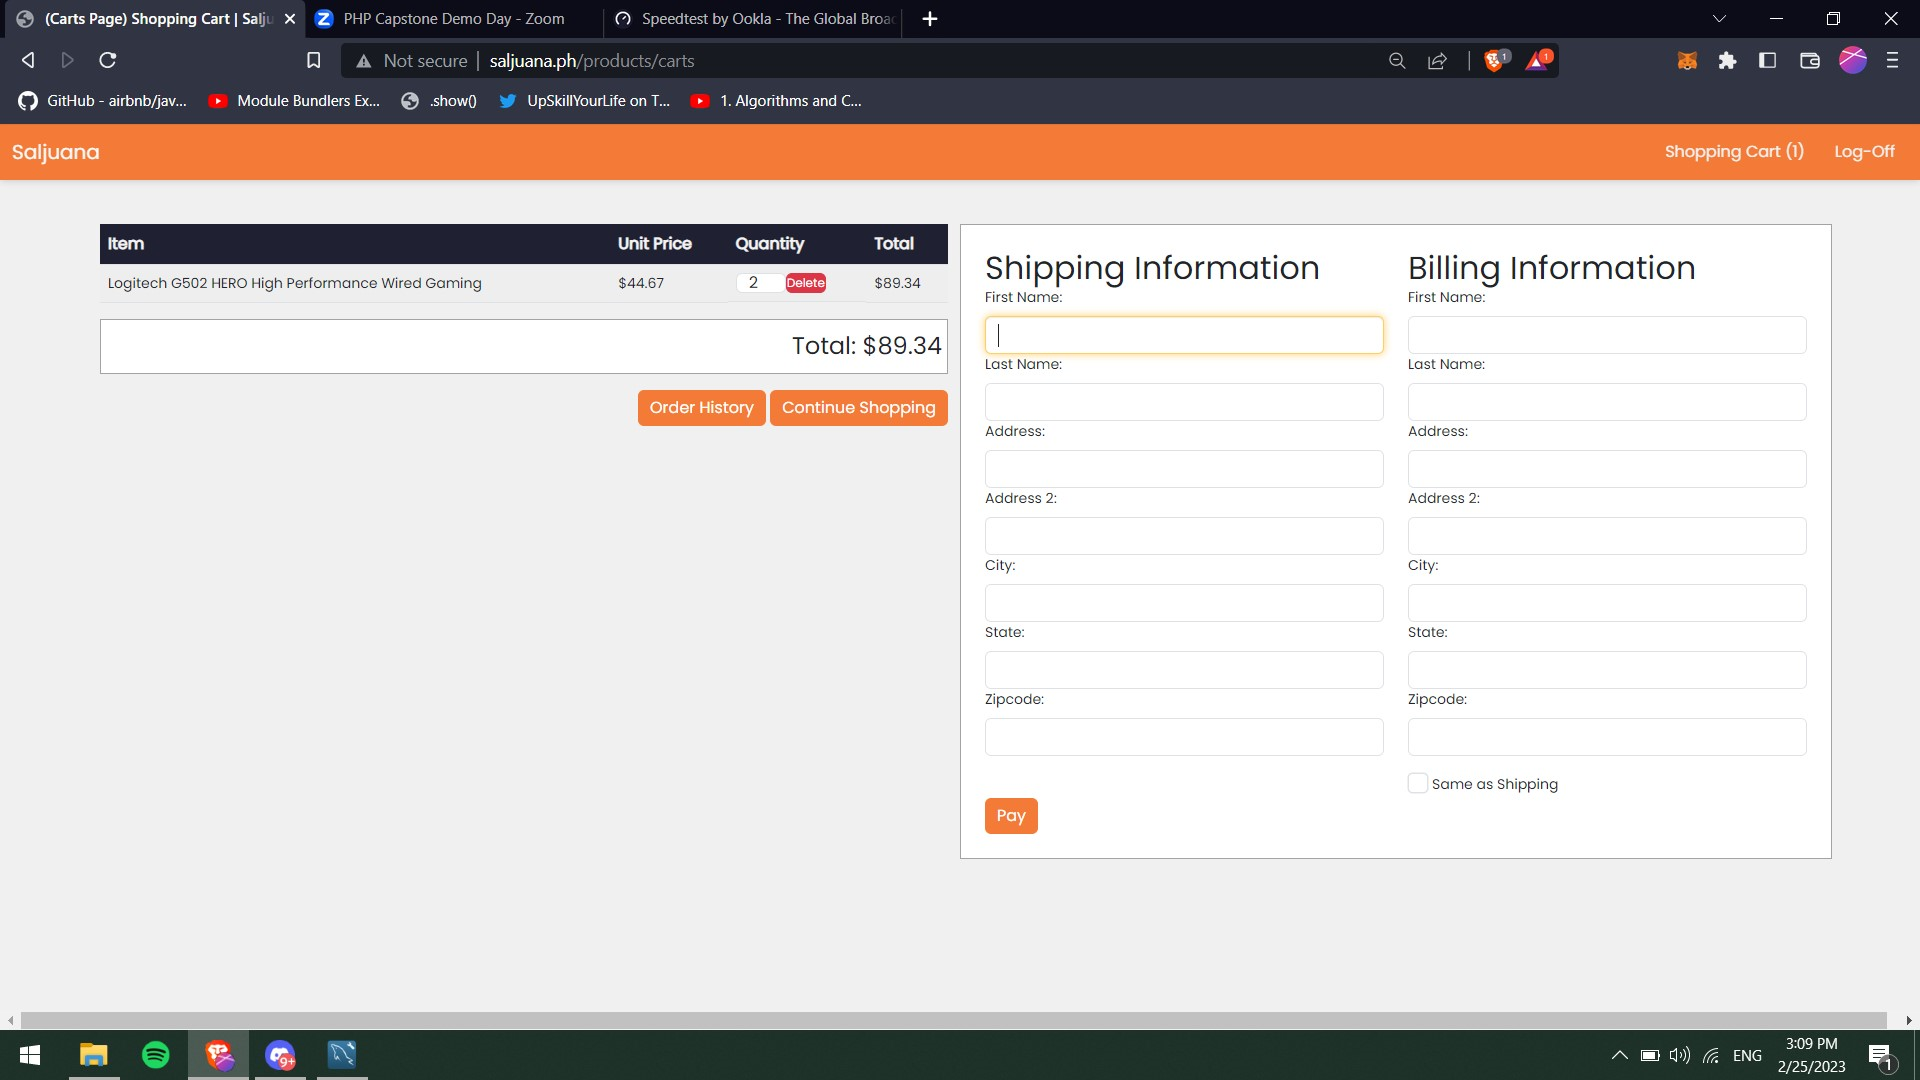 (Carts Page) Shopping Cart | Salju
PHP Capstone Demo Day - Zoom
Speedtest by Ookla - The Global Broa
Not secure
saljuana.ph/products/carts
1
1
GitHub - airbnb/jav...
Module Bundlers Ex...
.show()
UpSkillYourLife on T...
1. Algorithms and C...
Saljuana
Shopping Cart (1)
Log-Off
Item Unit Price Quantity Total
Logitech G502 HERO High Performance Wired Gaming $44.67 2 Delete $89.34
Total: $89.34
Order History
Continue Shopping
Shipping Information
First Name:
Last Name:
Address:
Address 2:
City:
State:
Zipcode:
Pay
Billing Information
First Name:
Last Name:
Address:
Address 2:
City:
State:
Zipcode:
Same as Shipping
9+
ENG
3:09 PM
2/25/2023
1